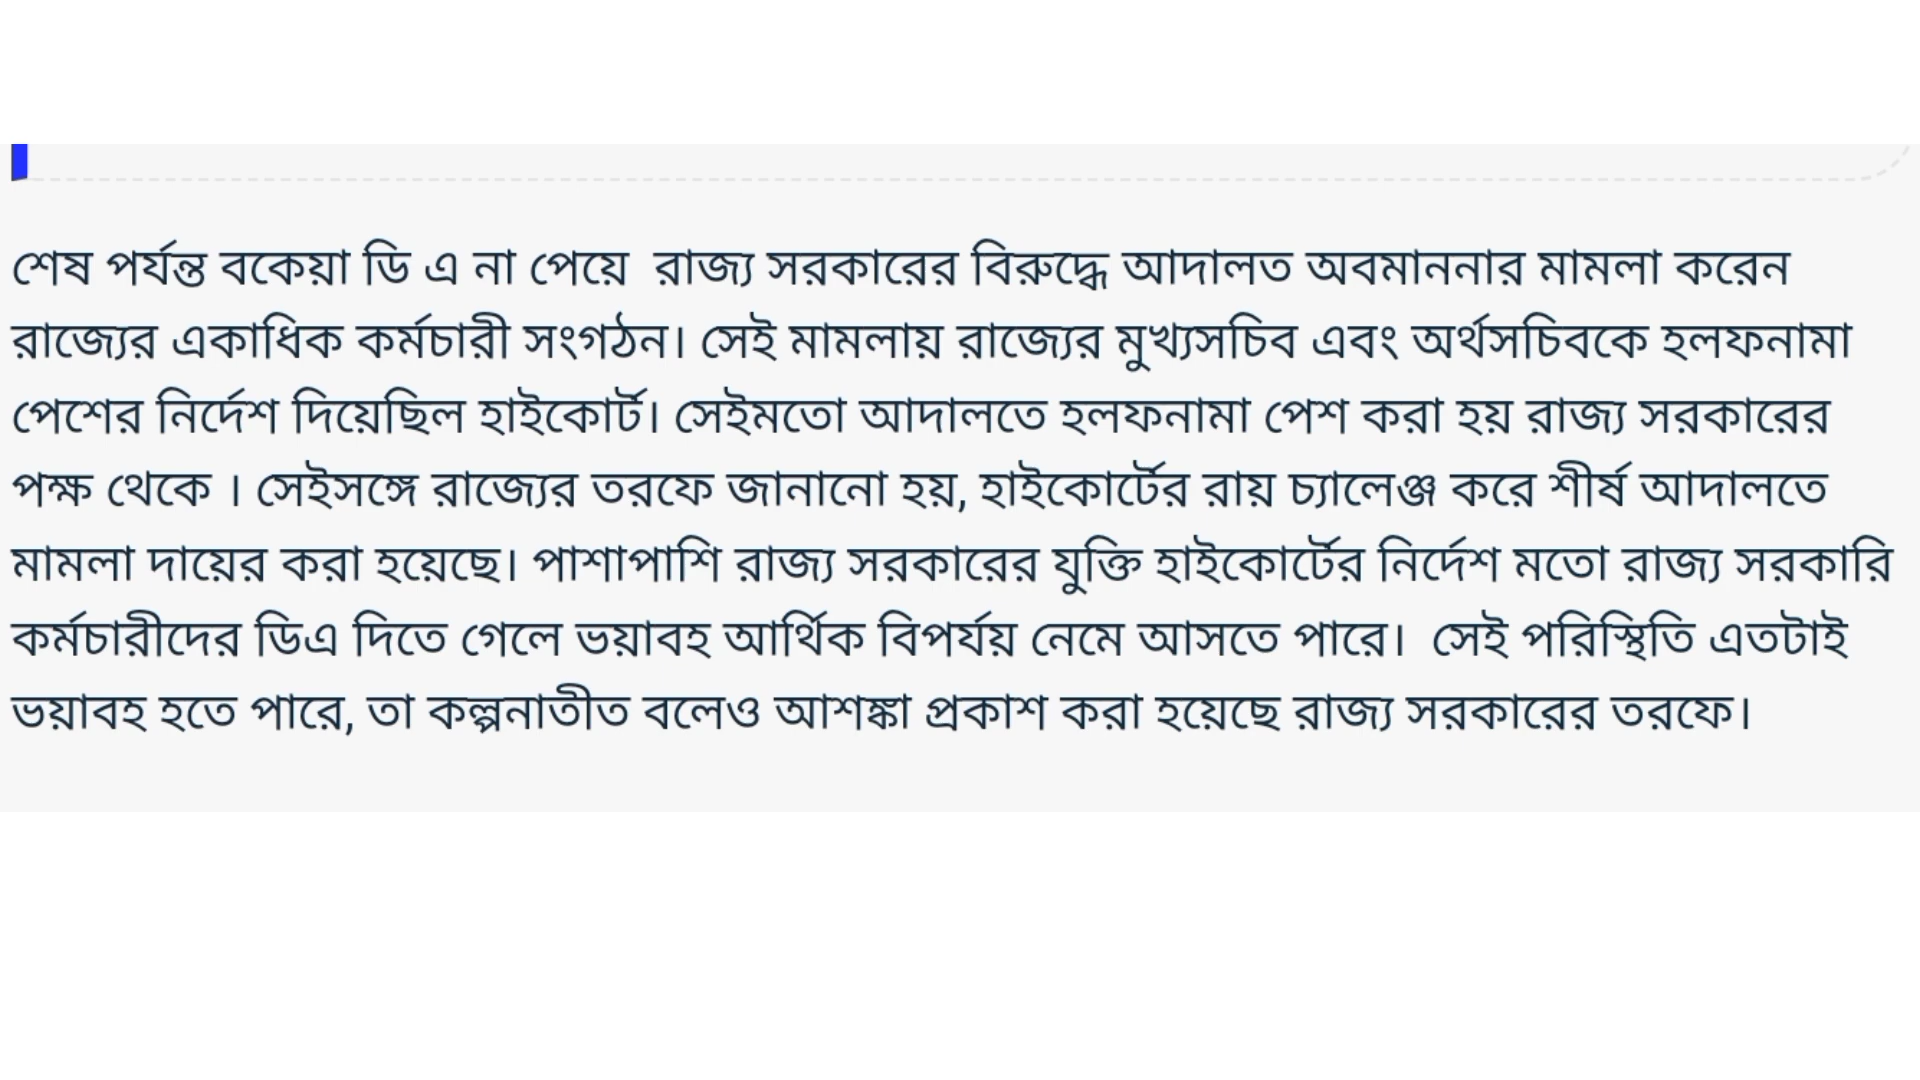 শেষ পর্যন্ত বকেয়া ডি এ না পেয়ে রাজ্য সরকারের বিরুদ্ধে আদালত অবমাননার মামলা করেন
রাজ্যের একাধিক কর্মচারী সংগঠন। সেই মামলায় রাজ্যের মুখ্যসচিব এবং অর্থসচিবকে হলফনামা
পেশের নির্দেশ দিয়েছিল হাইকোর্ট। সেইমতো আদালতে হলফনামা পেশ করা হয় রাজ্য সরকারের
পক্ষ থেকে । সেইসঙ্গে রাজ্যের তরফে জানানো হয়, হাইকোর্টের রায় চ্যালেঞ্জ করে শীর্ষ আদালতে
মামলা দায়ের করা হয়েছে। পাশাপাশি রাজ্য সরকারের যুক্তি হাইকোর্টের নির্দেশ মতো রাজ্য সরকারি
কর্মচারীদের ডিএ দিতে গেলে ভয়াবহ আর্থিক বিপর্যয় নেমে আসতে পারে। সেই পরিস্থিতি এতটাই
ভয়াবহ হতে পারে, তা কল্পনাতীত বলেও আশঙ্কা প্রকাশ করা হয়েছে রাজ্য সরকারের তরফে।